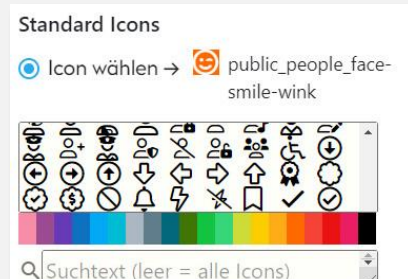 Standard Icons
Icon wählen → public_people_face-
smile-wink
Suchtext (leer = alle Icons)